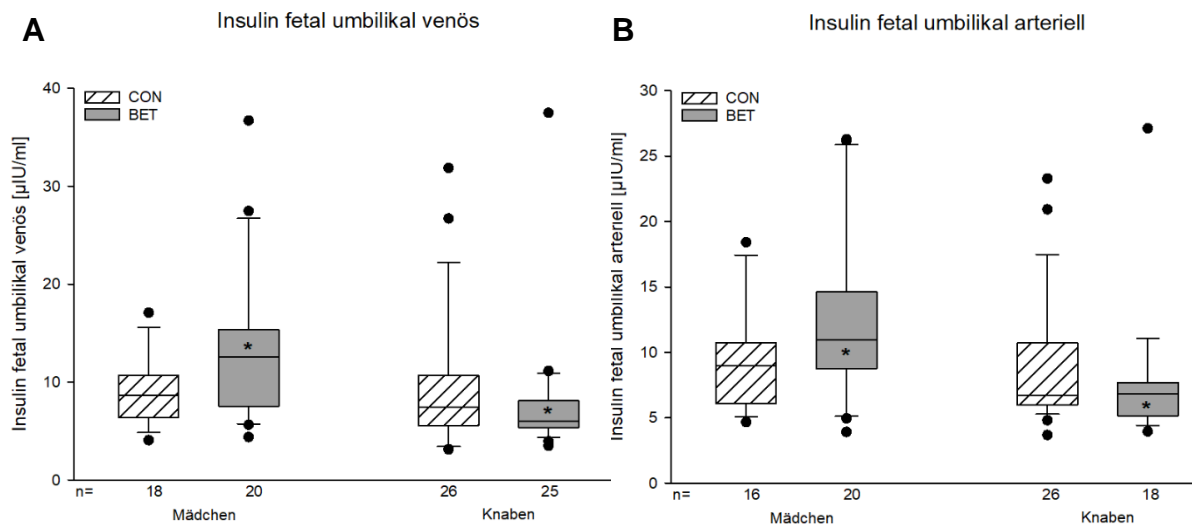 A
Insulin fetal umbilikal venös
Insulin fetal umbilikal venös [µIU/ml]
40
30
20
10
0
CON
BET
*
*
n= 18 20 26 25
Mädchen Knaben
B
Insulin fetal umbilikal arteriell
Insulin fetal umbilikal arteriell [µIU/ml]
30
25
20
15
10
5
0
CON
BET
*
*
n= 16 20 26 18
Mädchen Knaben